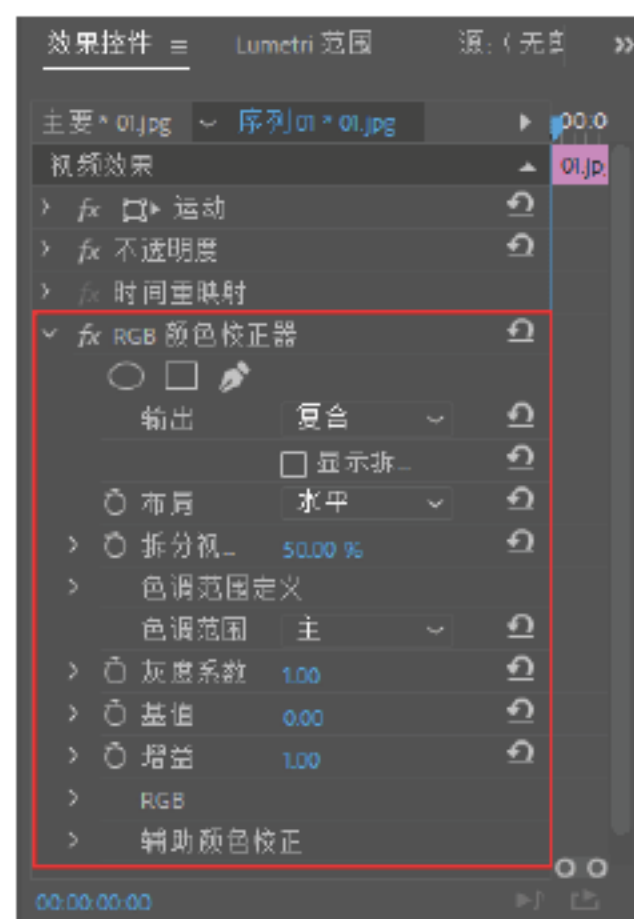 效果控件 ≡ Lumetri 范围 源:（无剪 »
主要 * 01.jpg 序列 01 * 01.jpg 00:0
视频效果 01.jp
fx 运动
fx 不透明度
fx 时间重映射
fx RGB 颜色校正器
输出 复合
显示拆...
布局 水平
拆分视... 50.00 %
色调范围定义
色调范围 主
灰度系数 1.00
基值 0.00
增益 1.00
RGB
辅助颜色校正
00:00:00:00